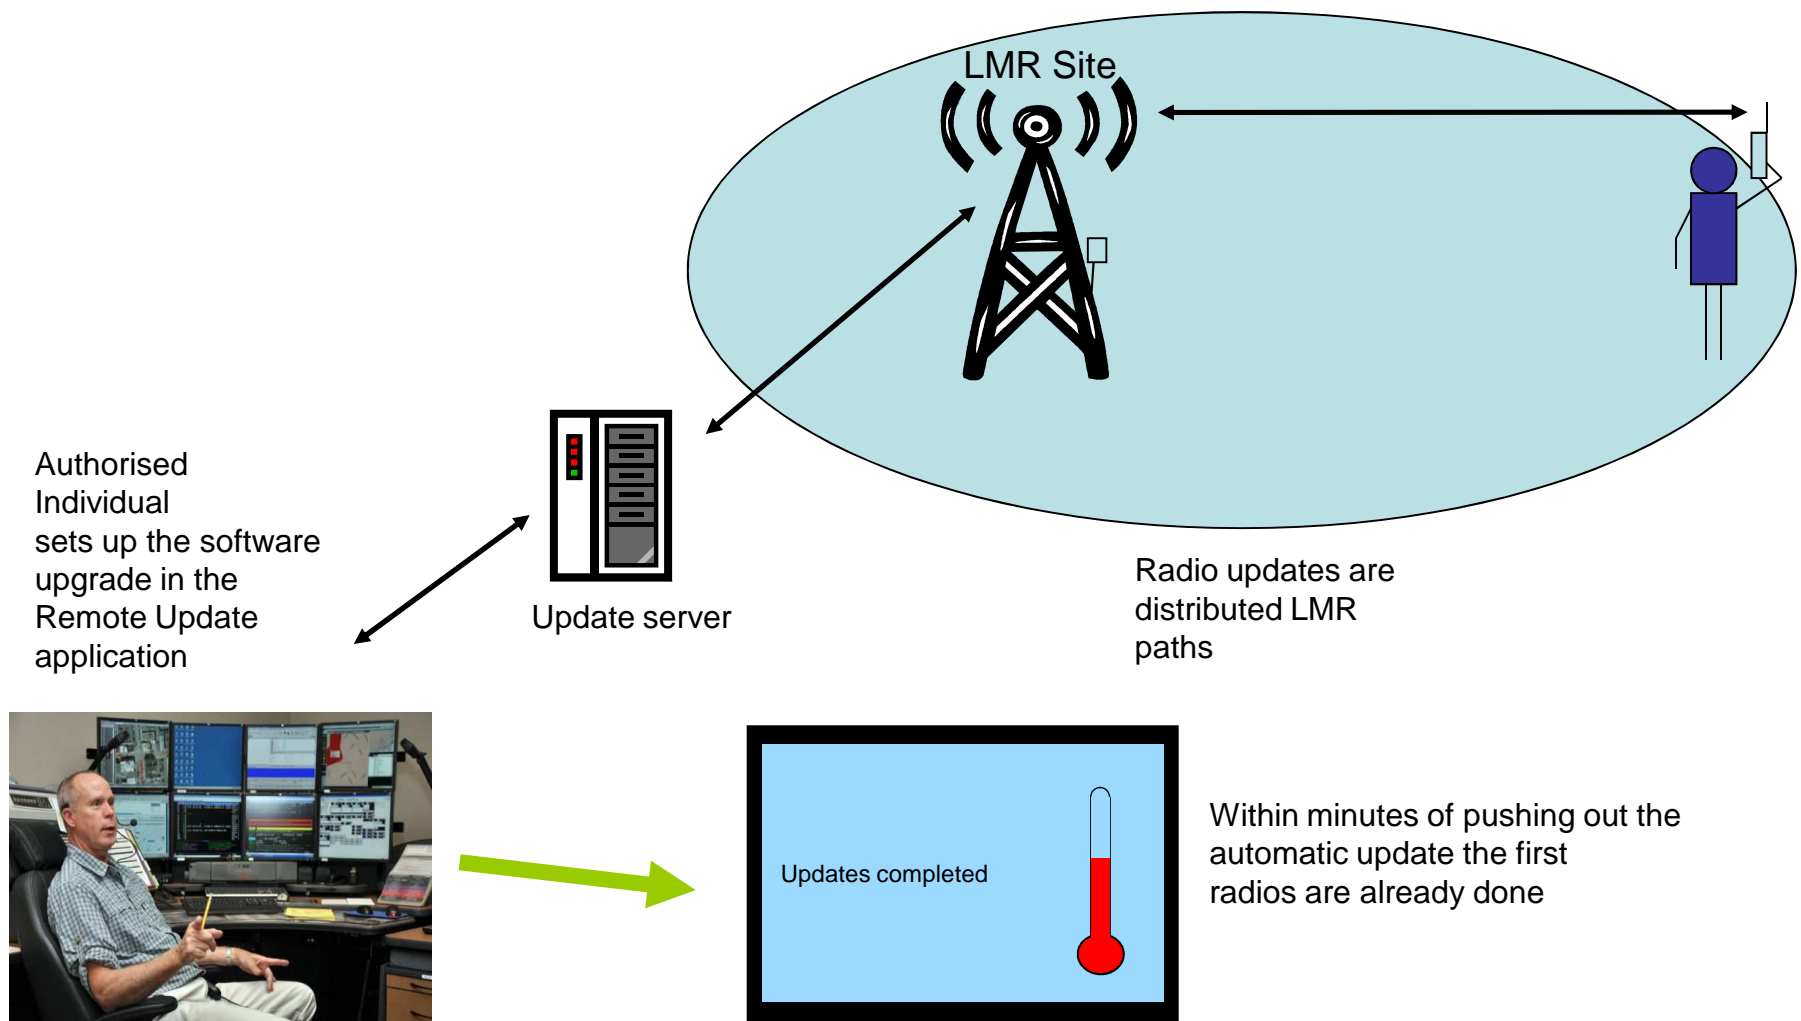 LMR Site
Authorised
Individual
sets up the software
upgrade in the
Remote Update
application
Update server
Radio updates are
distributed LMR
paths
Updates completed
Within minutes of pushing out the
automatic update the first
radios are already done